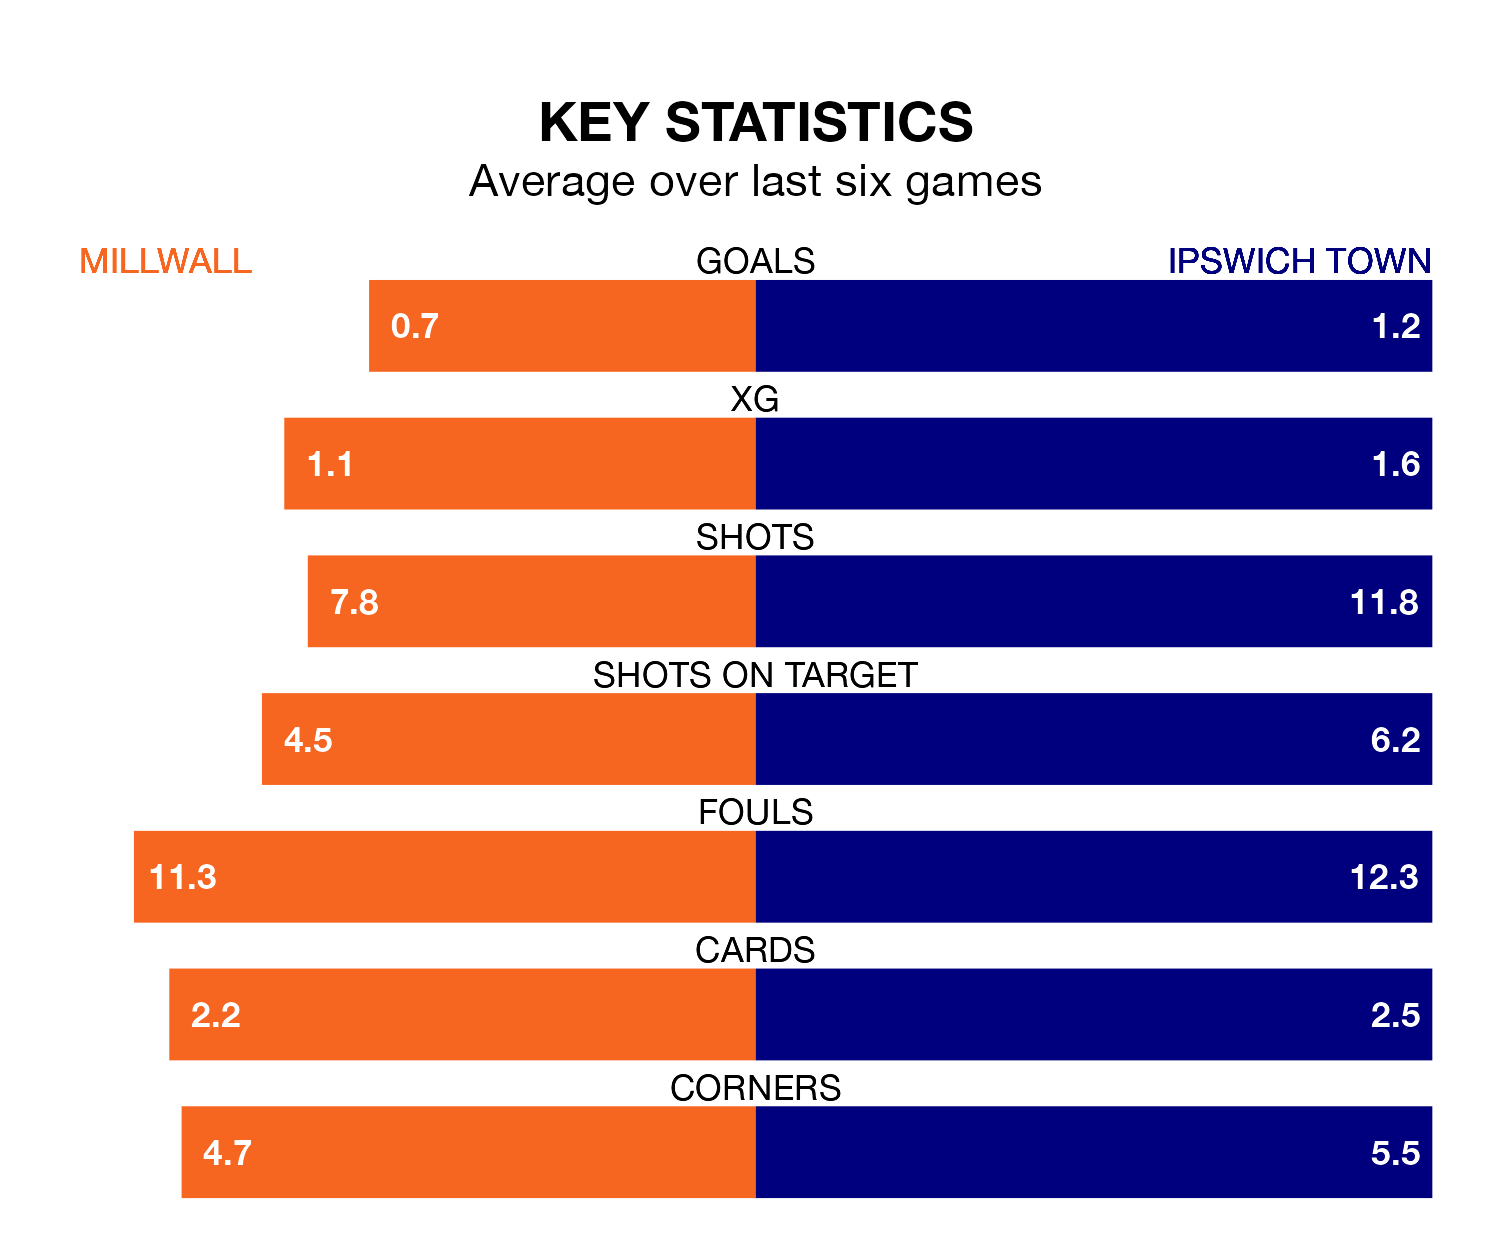 KEY STATISTICS
Average over last six games
MILLWALL GOALS IPSWICH TOWN
0.7 1.2
XG
1.1 1.6
SHOTS
7.8 11.8
SHOTS ON TARGET
4.5 6.2
FOULS
11.3 12.3
CARDS
2.2 2.5
CORNERS
4.7 5.5